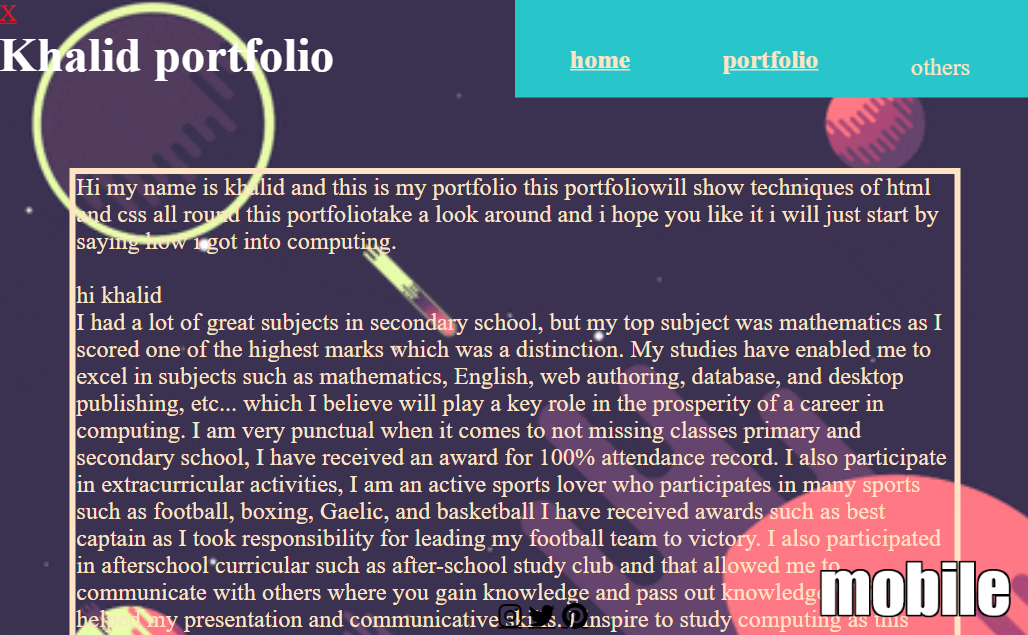 X
Khalid portfolio
home portfolio others
Hi my name is khalid and this is my portfolio this portfoliowill show techniques of html
and css all round this portfoliotake a look around and i hope you like it i will just start by
saying how i got into computing.
hi khalid
I had a lot of great subjects in secondary school, but my top subject was mathematics as I
scored one of the highest marks which was a distinction. My studies have enabled me to
excel in subjects such as mathematics, English, web authoring, database, and desktop
publishing, etc... which I believe will play a key role in the prosperity of a career in
computing. I am very punctual when it comes to not missing classes primary and
secondary school, I have received an award for 100% attendance record. I also participate
in extracurricular activities, I am an active sports lover who participates in many sports
such as football, boxing, Gaelic, and basketball I have received awards such as best
captain as I took responsibility for leading my football team to victory. I also participated
in afterschool curricular such as after-school study club and that allowed me to
communicate with others where you gain knowledge and pass out knowledge
helped my presentation and communicative skills. I inspire to study computing as this
mobile